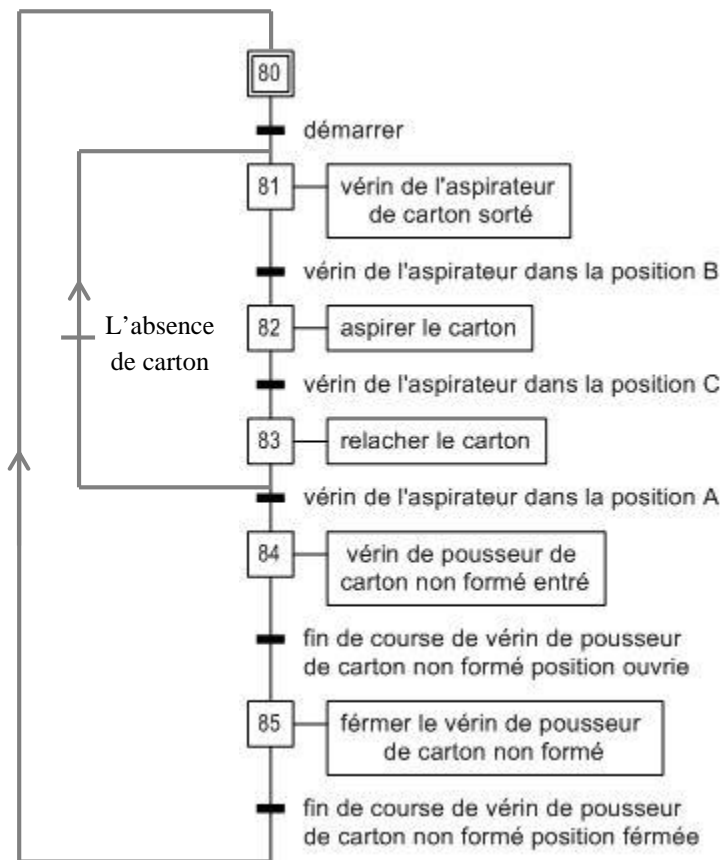 80
démarrer
81
vérin de l'aspirateur
de carton sorté
vérin de l'aspirateur dans la position B
L'absence
de carton
82
aspirer le carton
vérin de l'aspirateur dans la position C
83
relacher le carton
vérin de l'aspirateur dans la position A
84
vérin de pousseur de
carton non formé entré
fin de course de vérin de pousseur
de carton non formé position ouvrie
85
férmer le vérin de pousseur
de carton non formé
fin de course de vérin de pousseur
de carton non formé position férmée